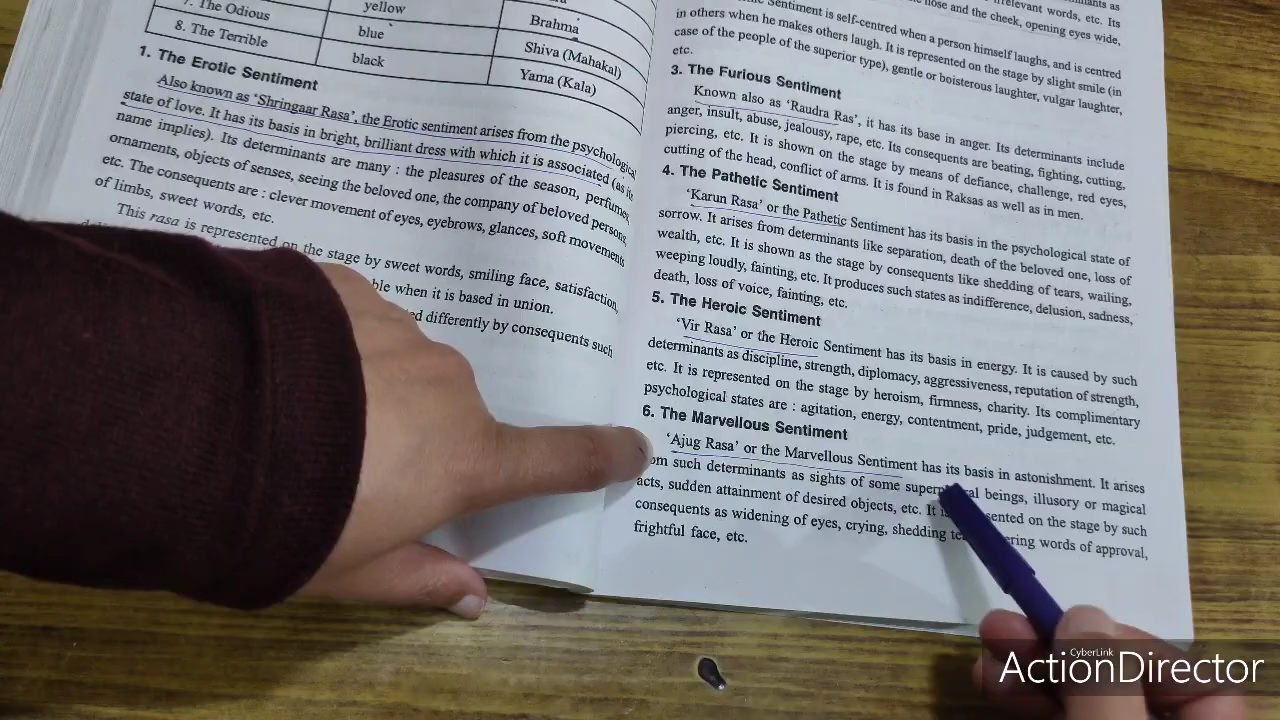 7. The Odious
yellow
Brahma
8. The Terrible
blue
Shiva (Mahakal)
black
Yama (Kala)
1. The Erotic Sentiment
Also known as 'Shringaar Rasa', the Erotic sentiment arises from the psychological
state of love. It has its basis in bright, brilliant dress with which it is associated (as its
name implies). Its determinants are many : the pleasures of the season, perfumes,
ornaments, objects of senses, seeing the beloved one, the company of beloved persons,
etc. The consequents are : clever movement of eyes, eyebrows, glances, soft movements
of limbs, sweet words, etc.
This rasa is represented on the stage by sweet words, smiling face, satisfaction,
when it is based in union.
differently by consequents such
irrelevant words, etc. Its
nose and the cheek, opening eyes wide,
Sentiment is self-centred when a person himself laughs, and is centred
in others when he makes others laugh. It is represented on the stage by slight smile (in
case of the people of the superior type), gentle or boisterous laughter, vulgar laughter,
etc.
3. The Furious Sentiment
Known also as 'Raudra Ras', it has its base in anger. Its determinants include
anger, insult, abuse, jealousy, rape, etc. Its consequents are beating, fighting, cutting,
piercing, etc. It is shown on the stage by means of defiance, challenge, red eyes,
cutting of the head, conflict of arms. It is found in Raksas as well as in men.
4. The Pathetic Sentiment
'Karun Rasa' or the Pathetic Sentiment has its basis in the psychological state of
sorrow. It arises from determinants like separation, death of the beloved one, loss of
wealth, etc. It is shown as the stage by consequents like shedding of tears, wailing,
weeping loudly, fainting, etc. It produces such states as indifference, delusion, sadness,
death, loss of voice, fainting, etc.
5. The Heroic Sentiment
'Vir Rasa' or the Heroic Sentiment has its basis in energy. It is caused by such
determinants as discipline, strength, diplomacy, aggressiveness, reputation of strength,
etc. It is represented on the stage by heroism, firmness, charity. Its complimentary
psychological states are : agitation, energy, contentment, pride, judgement, etc.
6. The Marvellous Sentiment
'Ajug Rasa' or the Marvellous Sentiment has its basis in astonishment. It arises
such determinants as sights of some beings, illusory or magical
acts, sudden attainment of desired objects, etc. It on the stage by such
consequents as widening of eyes, crying, shedding words of approval,
frightful face, etc.
CyberLink
ActionDirector